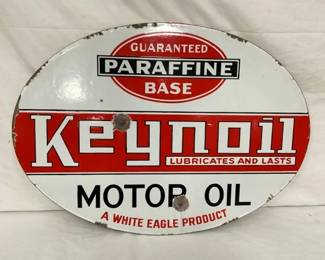 GUARANTEED
PARAFFINE
BASE
Keynoil
LUBRICATES AND LASTS
MOTOR OIL
A WHITE EAGLE PRODUCT